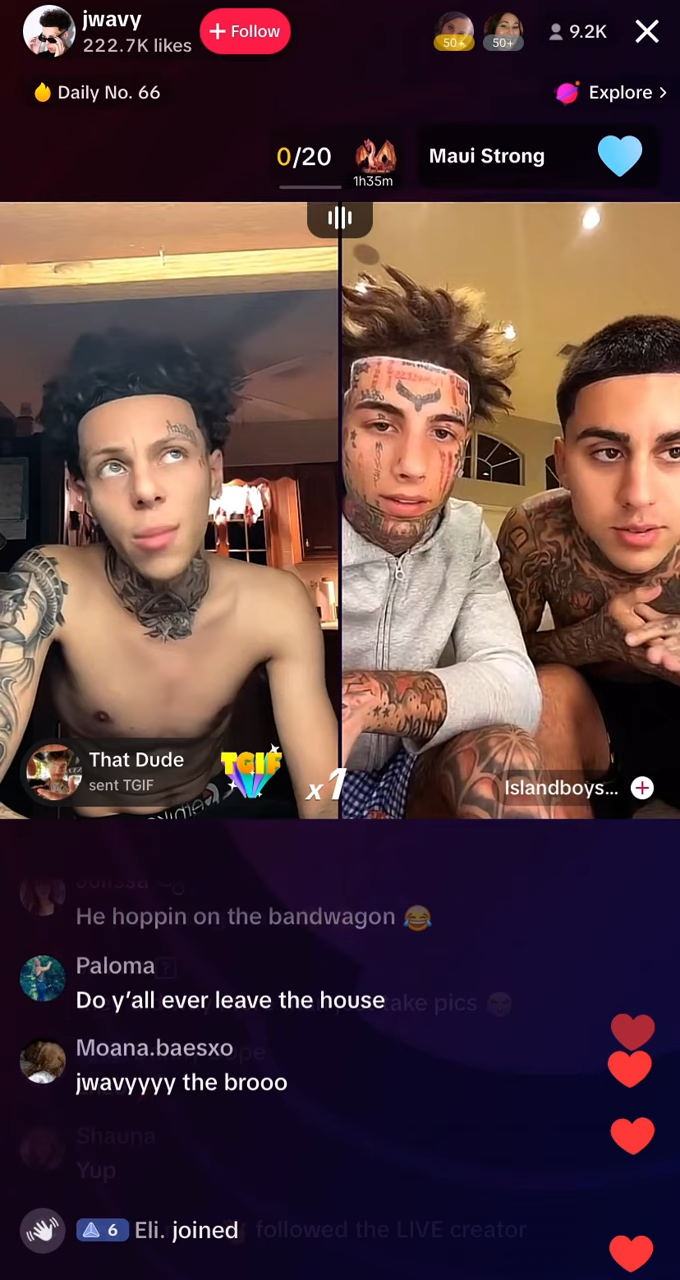 jwavy
222.7K likes
+ Follow
50+
50+
9.2K
Daily No. 66
Explore >
0/20
1h35m
Maui Strong
That Dude
sent TGIF
TGIF
x1
Islandboys...
He hoppin on the bandwagon 😂
Paloma
Do y'all ever leave the house
take pics
Moana.baesxo
jwavyyyy the brooo
Shauna
Yup
6 Eli. joined
followed the LIVE creator